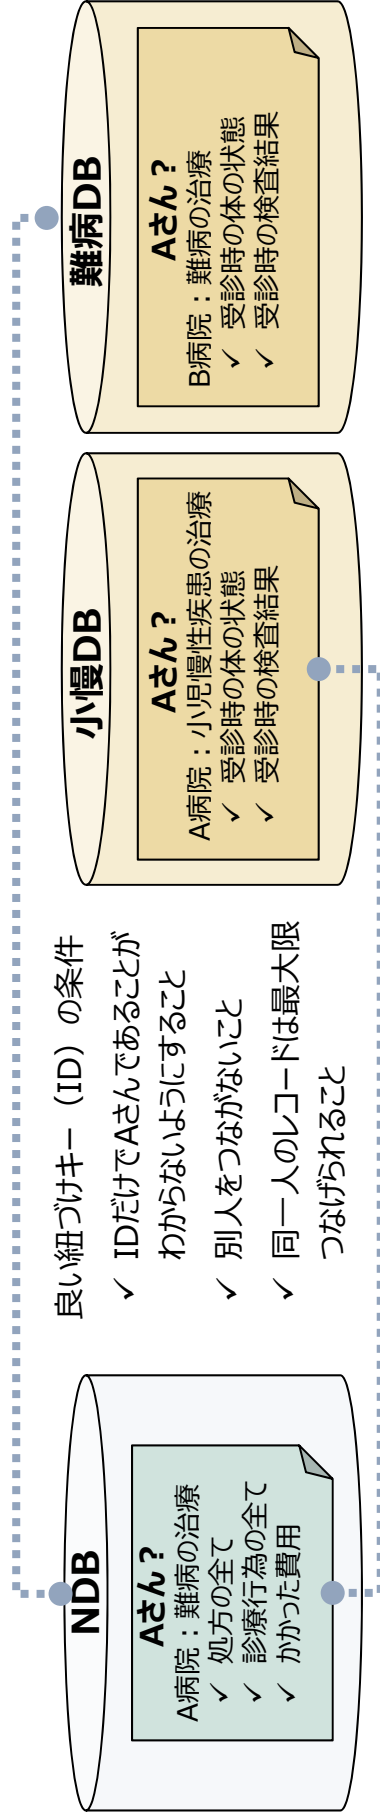 NDB
Aさん？
A病院：難病の治療
✓ 処方の全て
✓ 診療行為の全て
✓ かかった費用
良い紐づけキー（ID）の条件
✓ IDだけでAさんであることが
わからないようにすること
✓ 別人をつながないこと
✓ 同一人のレコードは最大限
つなげられること
小慢DB
Aさん？
A病院：小児慢性疾患の治療
✓ 受診時の体の状態
✓ 受診時の検査結果
難病DB
Aさん？
B病院：難病の治療
✓ 受診時の体の状態
✓ 受診時の検査結果